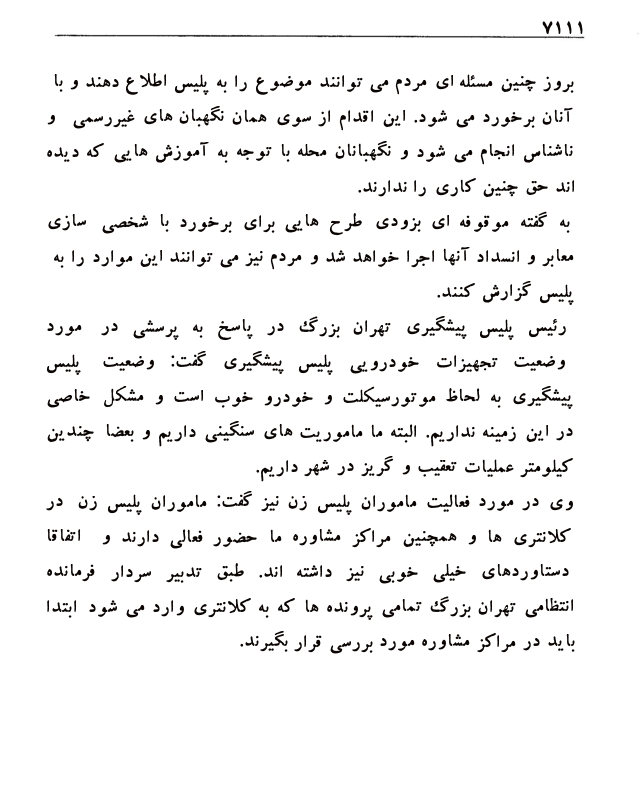 ۷۱۱۱
بروز چنین مسئله ای مردم می توانند موضوع را به پلیس اطلاع دهند و با
آنان برخورد می شود. این اقدام از سوی همان نگهبان های غیررسمی و
ناشناس انجام می شود و نگهبانان محله با توجه به آموزش هایی که دیده
اند حق چنین کاری را ندارند.
به گفته موقوفه ای بزودی طرح هایی برای برخورد با شخصی سازی
معابر و انسداد آنها اجرا خواهد شد و مردم نیز می توانند این موارد را به
پلیس گزارش کنند.
رئیس پلیس پیشگیری تهران بزرگ در پاسخ به پرسشی در مورد
وضعیت تجهیزات خودرویی پلیس پیشگیری گفت: وضعیت پلیس
پیشگیری به لحاظ موتورسیکلت و خودرو خوب است و مشکل خاصی
در این زمینه نداریم. البته ما ماموریت های سنگینی داریم و بعضا چندین
کیلومتر عملیات تعقیب و گریز در شهر داریم.
وی در مورد فعالیت ماموران پلیس زن نیز گفت: ماموران پلیس زن در
کلانتری ها و همچنین مراکز مشاوره ما حضور فعالی دارند و اتفاقا
دستاوردهای خیلی خوبی نیز داشته اند. طبق تدبیر سردار فرمانده
انتظامی تهران بزرگ تمامی پرونده ها که به کلانتری وارد می شود ابتدا
باید در مراکز مشاوره مورد بررسی قرار بگیرند.